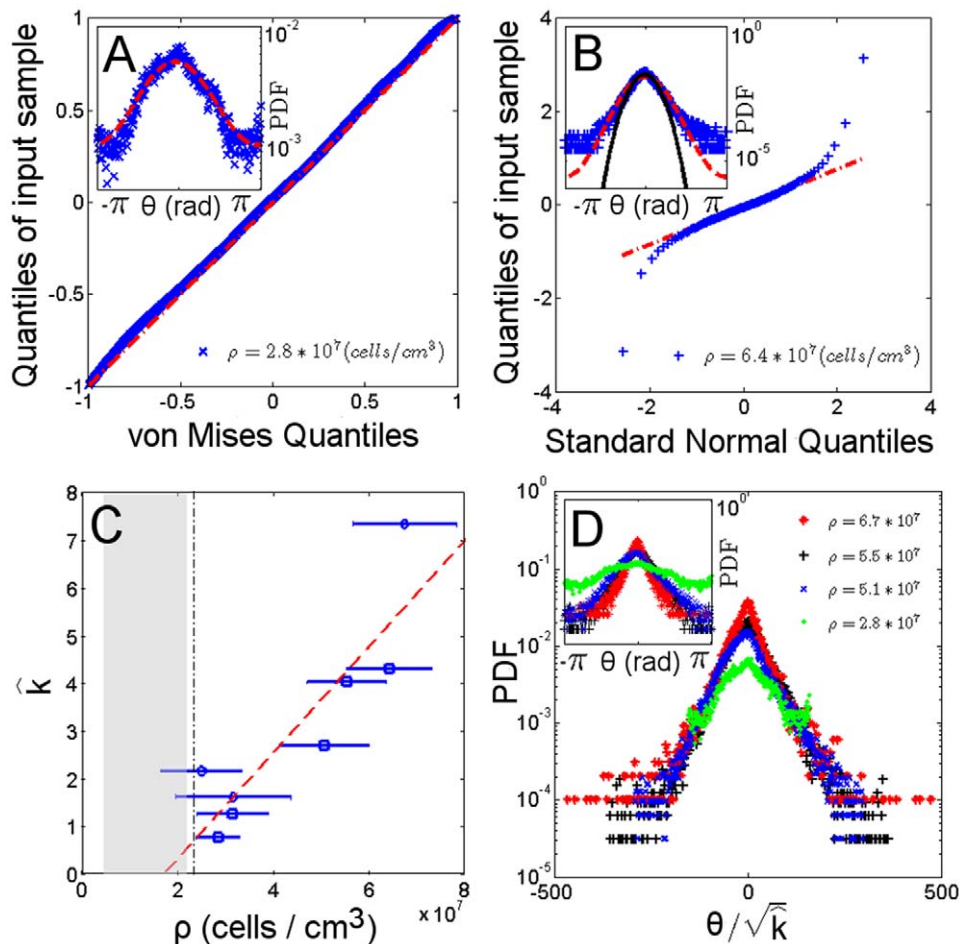 A
10^-2
PDF
10^-3
-π θ (rad) π
1
0.5
0
-0.5
-1
-1 -0.5 0 0.5 1
Quantiles of input sample
von Mises Quantiles
× ρ = 2.8 * 10^7(cells/cm^3)
B
10^0
PDF
10^-5
-π θ (rad) π
4
2
0
-2
-4
-4 -2 0 2 4
Quantiles of input sample
Standard Normal Quantiles
+ ρ = 6.4 * 10^7(cells/cm^3)
C
8
7
6
5
4
3
2
1
0
0 2 4 6 8
× 10^7
k̂
ρ (cells / cm^3)
D
10^0
PDF
-π θ (rad) π
10^0
10^-1
10^-2
10^-3
10^-4
10^-5
-500 0 500
PDF
θ/√k̂
ρ = 6.7 * 10^7
+ ρ = 5.5 * 10^7
× ρ = 5.1 * 10^7
ρ = 2.8 * 10^7